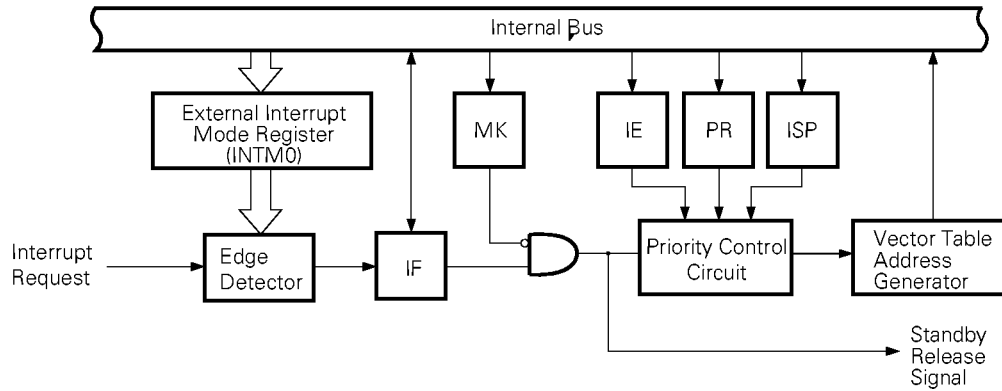 Internal Bus
External Interrupt
Mode Register
(INTM0)
MK
IE
PR
ISP
Interrupt
Request
Edge
Detector
IF
Priority Control
Circuit
Vector Table
Address
Generator
Standby
Release
Signal